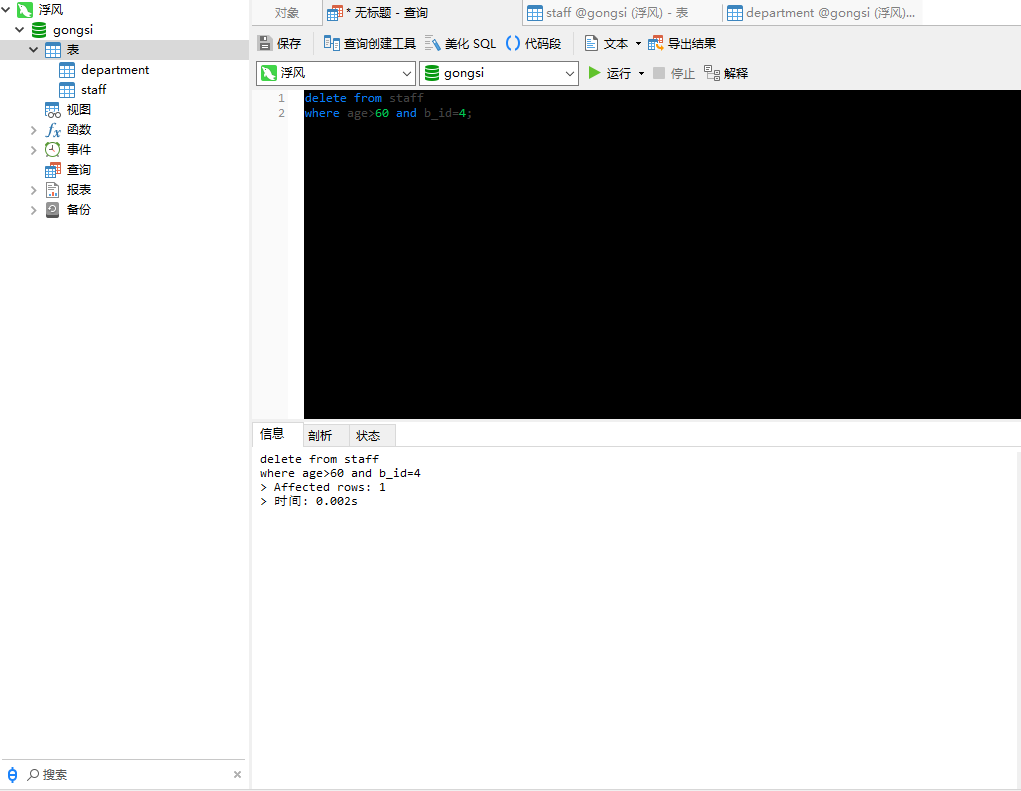 浮风
gongsi
表
department
staff
视图
函数
事件
查询
报表
备份
搜索
对象
* 无标题 - 查询
staff @gongsi (浮风) - 表
department @gongsi (浮风)...
保存
查询创建工具
美化 SQL
代码段
文本
导出结果
浮风
gongsi
运行
停止
解释
1 delete from staff
2 where age>60 and b_id=4;
信息
剖析
状态
delete from staff
where age>60 and b_id=4
> Affected rows: 1
> 时间: 0.002s